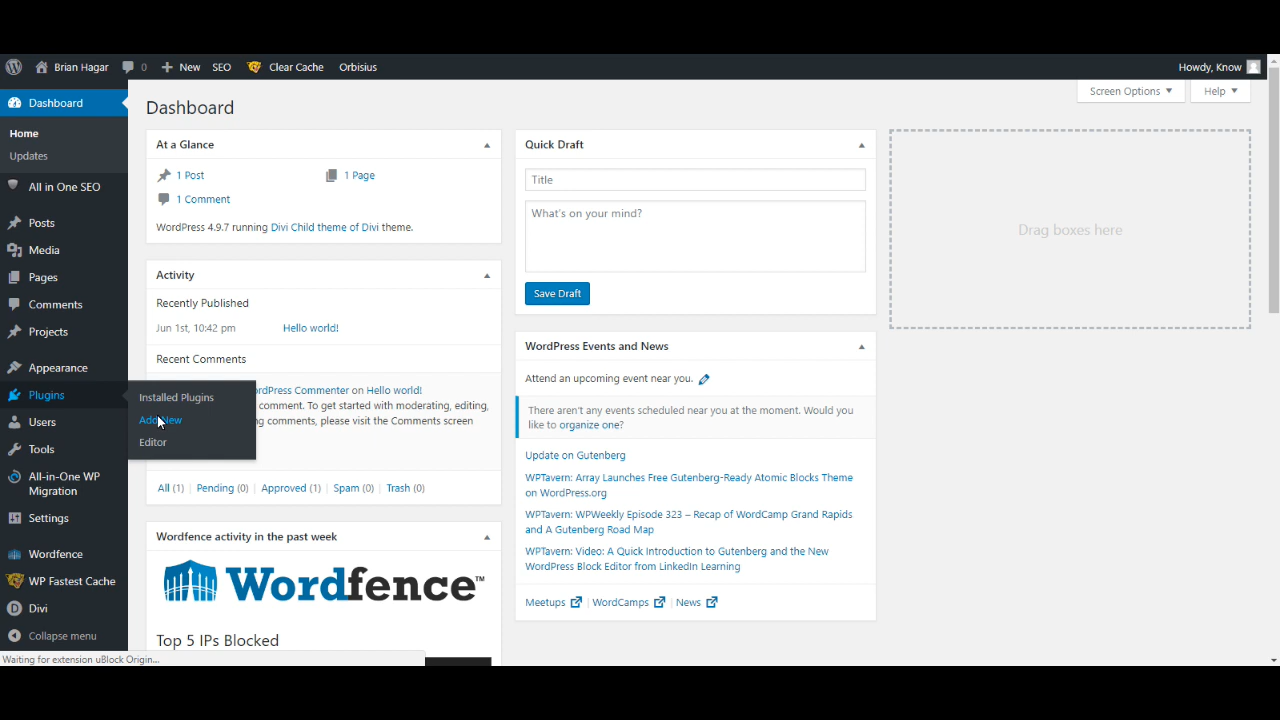 Brian Hagar 0 New SEO Clear Cache Orbisius Howdy, Know
Dashboard
Home
Updates
All in One SEO
Posts
Media
Pages
Comments
Projects
Appearance
Plugins
Users
Tools
All-in-One WP
Migration
Settings
Wordfence
WP Fastest Cache
Divi
Collapse menu
Installed Plugins
Add New
Editor
Screen Options Help
Dashboard
At a Glance
1 Post 1 Page
1 Comment
WordPress 4.9.7 running Divi Child theme of Divi theme.
Activity
Recently Published
Jun 1st, 10:42 pm Hello world!
Recent Comments
ordPress Commenter on Hello world!
comment. To get started with moderating, editing,
g comments, please visit the Comments screen
All (1) | Pending (0) | Approved (1) | Spam (0) | Trash (0)
Wordfence activity in the past week
Wordfence™
Top 5 IPs Blocked
Quick Draft
Title
What's on your mind?
Save Draft
WordPress Events and News
Attend an upcoming event near you.
There aren't any events scheduled near you at the moment. Would you
like to organize one?
Update on Gutenberg
WPTavern: Array Launches Free Gutenberg-Ready Atomic Blocks Theme
on WordPress.org
WPTavern: WPWeekly Episode 323 – Recap of WordCamp Grand Rapids
and A Gutenberg Road Map
WPTavern: Video: A Quick Introduction to Gutenberg and the New
WordPress Block Editor from LinkedIn Learning
Meetups | WordCamps | News
Drag boxes here
Waiting for extension uBlock Origin...